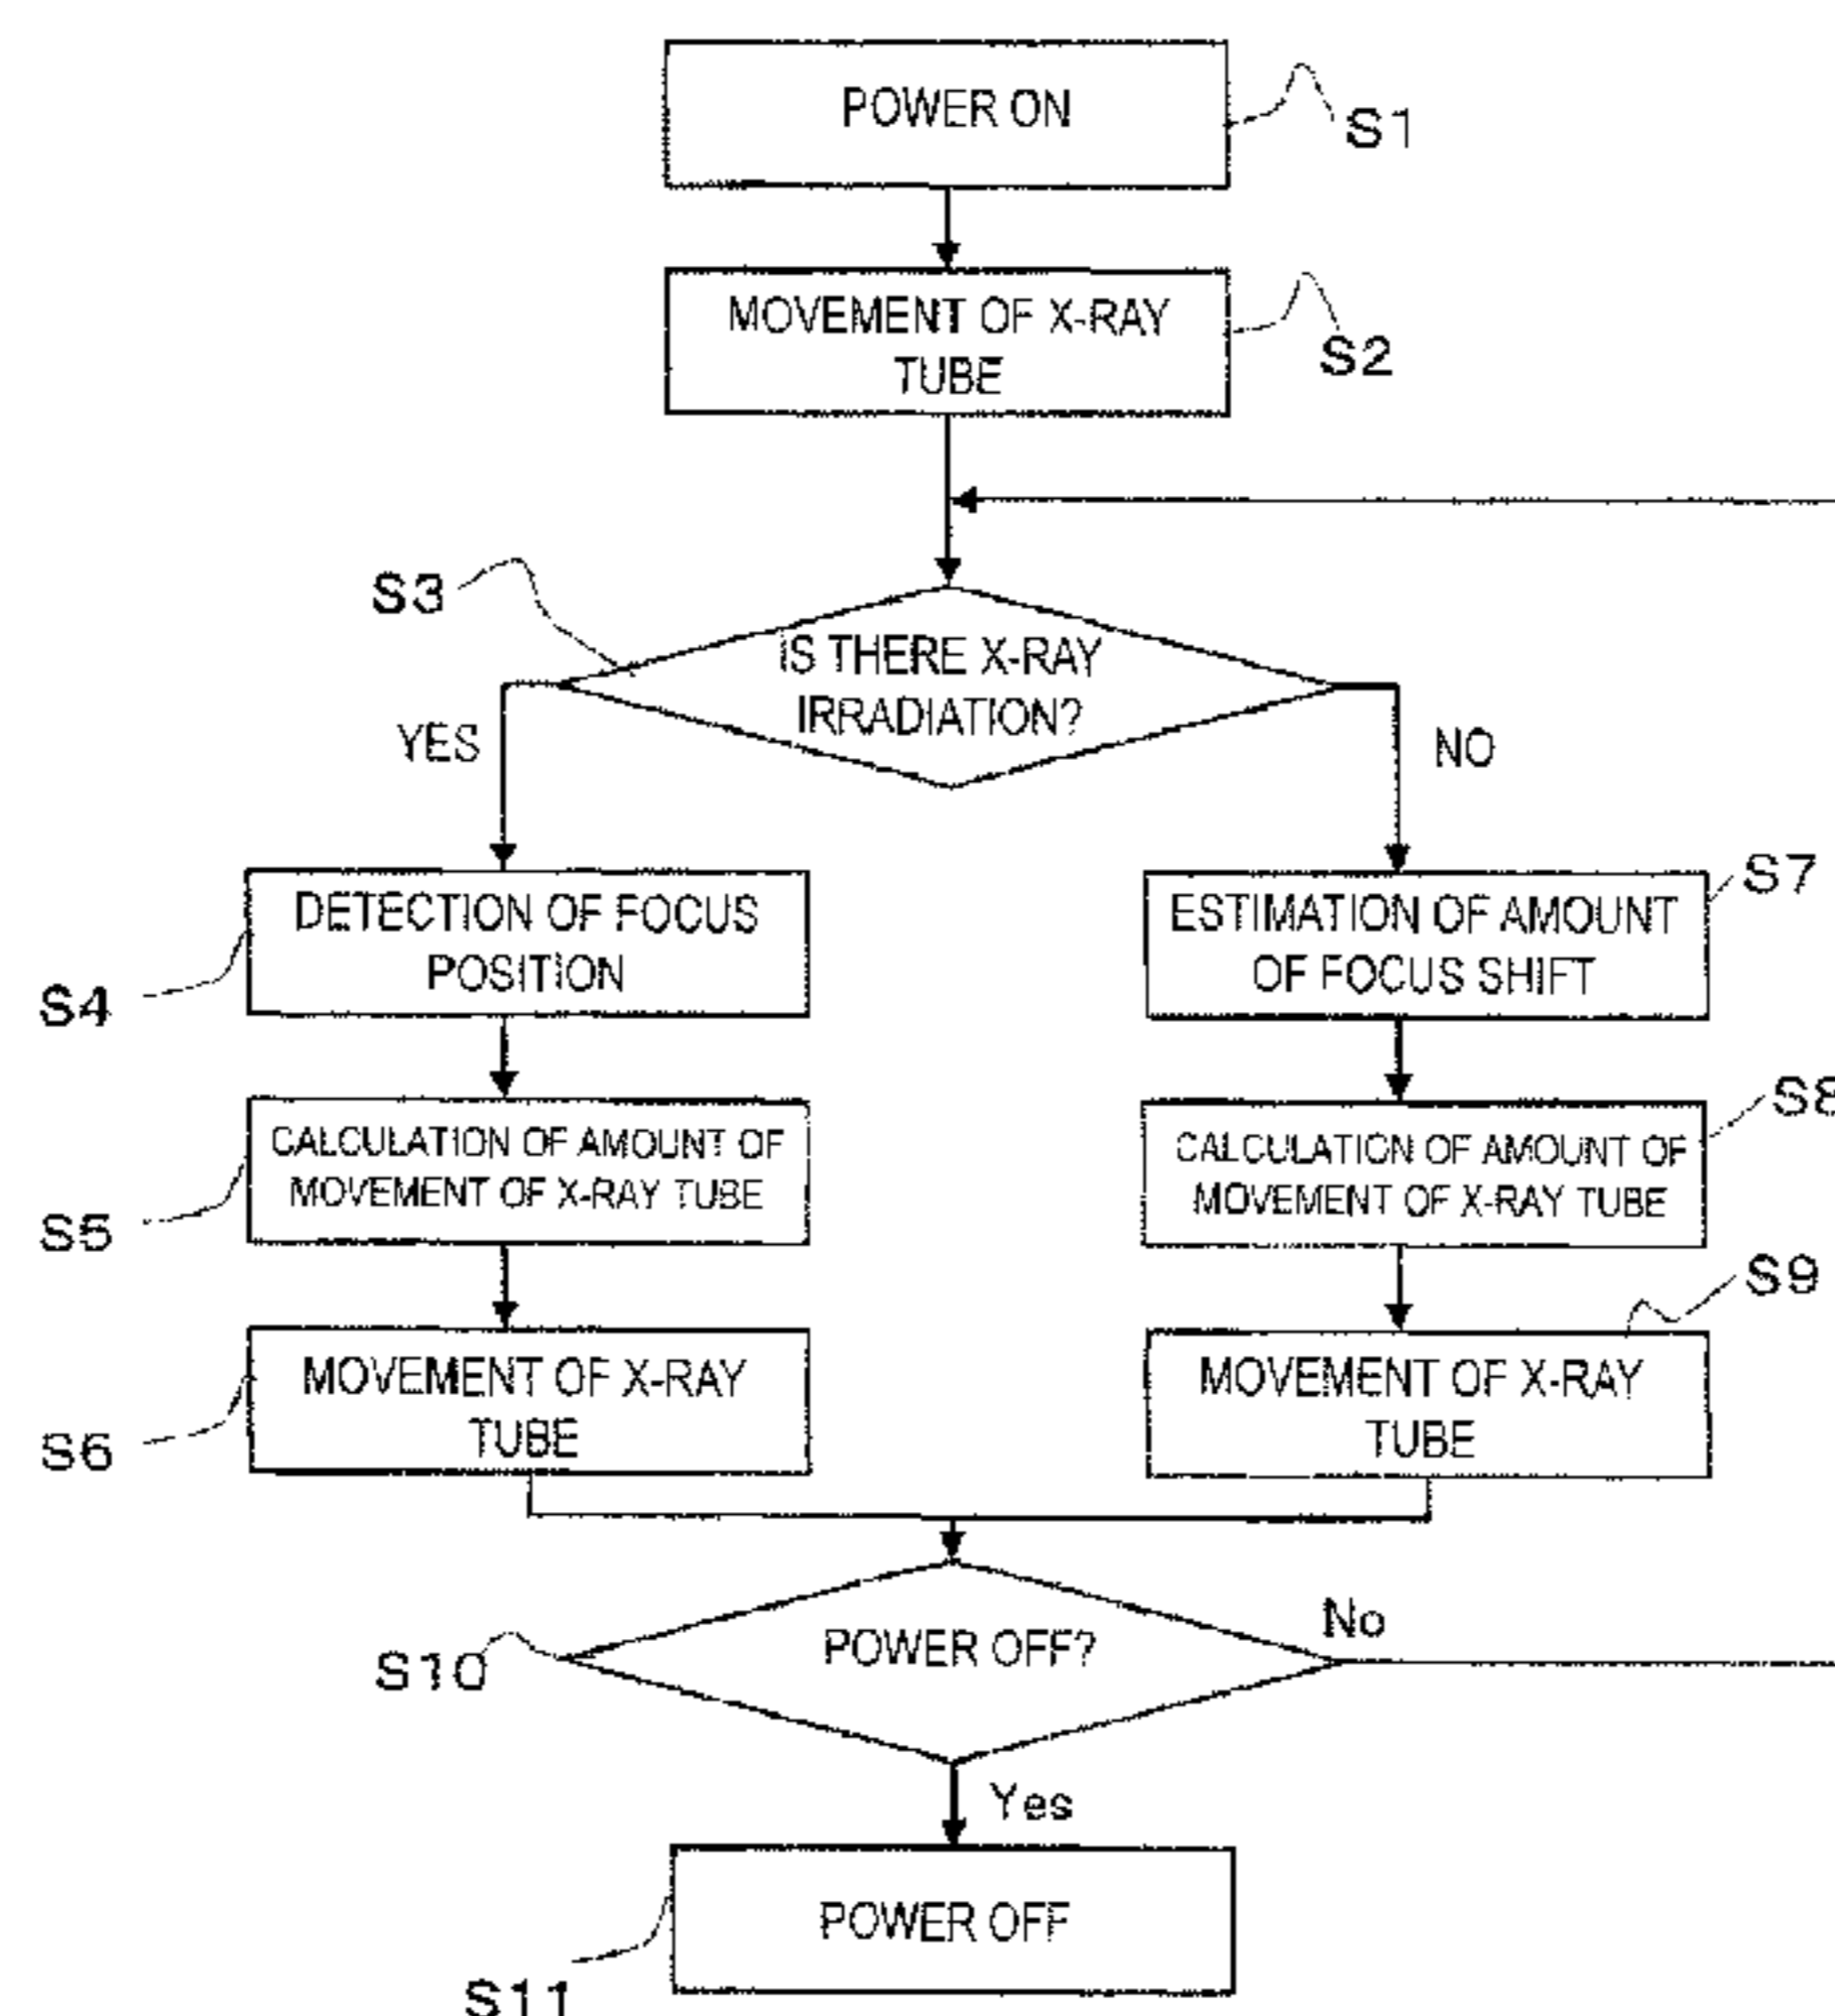 POWER ON
S1
MOVEMENT OF X-RAY
TUBE
S2
S3
IS THERE X-RAY
IRRADIATION?
YES
NO
DETECTION OF FOCUS
POSITION
S4
ESTIMATION OF AMOUNT
OF FOCUS SHIFT
S7
CALCULATION OF AMOUNT OF
MOVEMENT OF X-RAY TUBE
S5
CALCULATION OF AMOUNT OF
MOVEMENT OF X-RAY TUBE
S8
MOVEMENT OF X-RAY
TUBE
S6
MOVEMENT OF X-RAY
TUBE
S9
POWER OFF?
S10
No
Yes
POWER OFF
S11